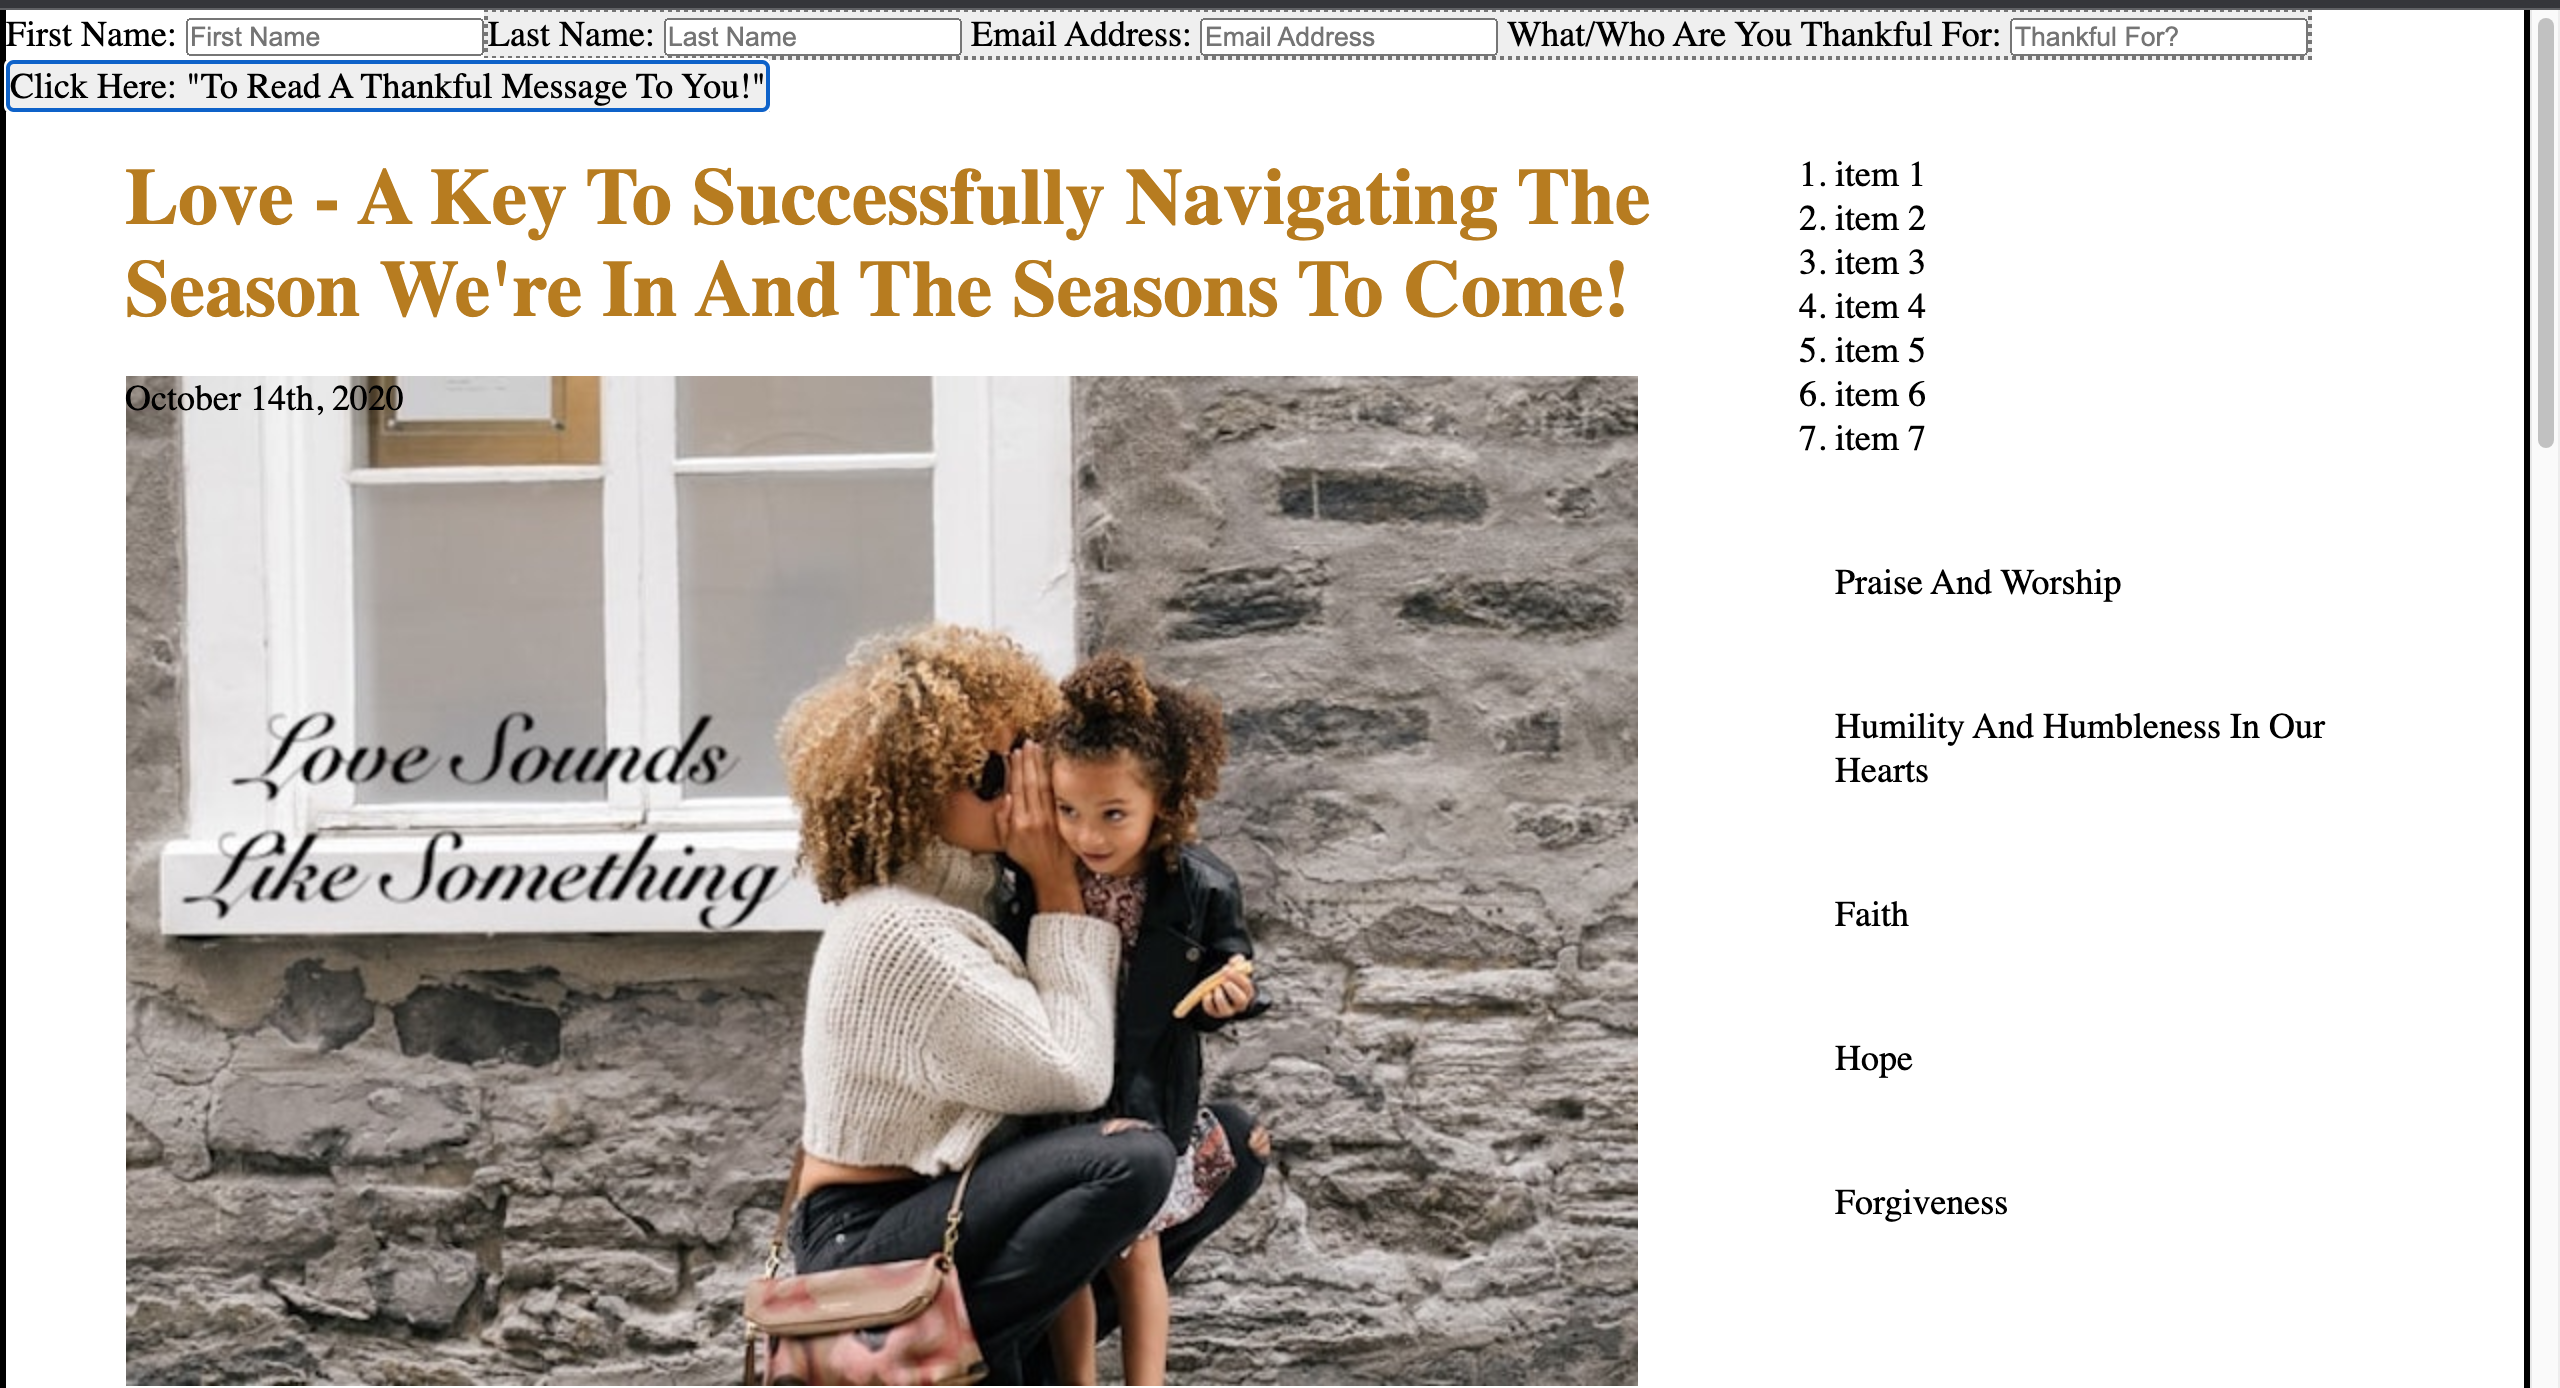 First Name: First Name Last Name: Last Name Email Address: Email Address What/Who Are You Thankful For: Thankful For?
Click Here: "To Read A Thankful Message To You!"
Love - A Key To Successfully Navigating The
Season We're In And The Seasons To Come!
October 14th, 2020
Love Sounds
Like Something
1. item 1
2. item 2
3. item 3
4. item 4
5. item 5
6. item 6
7. item 7
Praise And Worship
Humility And Humbleness In Our
Hearts
Faith
Hope
Forgiveness